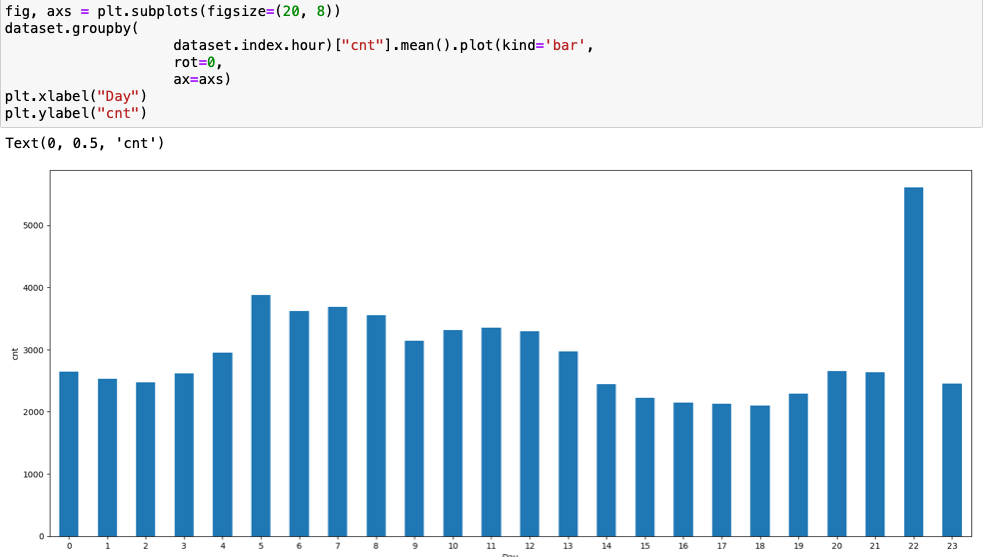 fig, axs = plt.subplots(figsize=(20, 8))
dataset.groupby(
dataset.index.hour)["cnt"].mean().plot(kind='bar',
rot=0,
ax=axs)
plt.xlabel("Day")
plt.ylabel("cnt")
Text(0, 0.5, 'cnt')
5000
4000
3000
2000
1000
0
cnt
0 1 2 3 4 5 6 7 8 9 10 11 12 13 14 15 16 17 18 19 20 21 22 23
Day